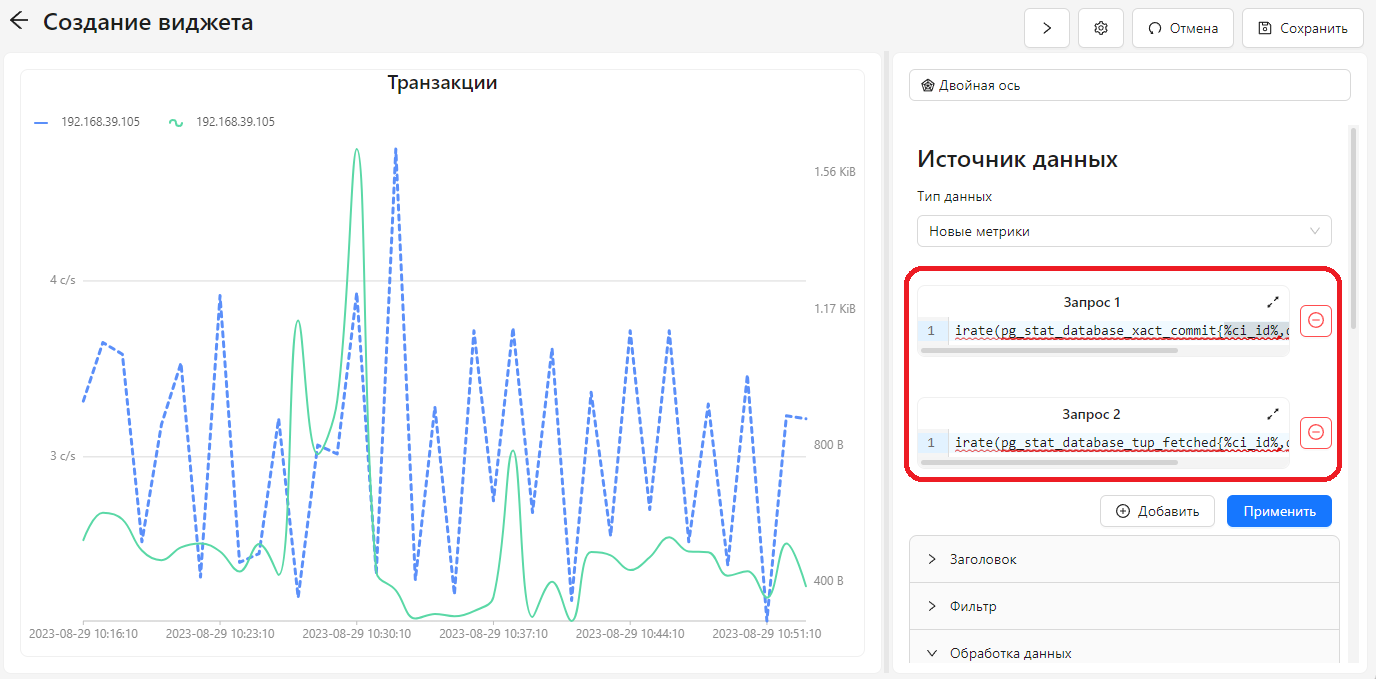 Создание виджета
Отмена
Сохранить
Транзакции
192.168.39.105
192.168.39.105
1.56 KiB
4 c/s
1.17 KiB
3 c/s
800 B
400 B
2023-08-29 10:16:10
2023-08-29 10:23:10
2023-08-29 10:30:10
2023-08-29 10:37:10
2023-08-29 10:44:10
2023-08-29 10:51:10
Двойная ось
Источник данных
Тип данных
Новые метрики
Запрос 1
1 irate(pg_stat_database_xact_commit{%ci_id%,
Запрос 2
1 irate(pg_stat_database_tup_fetched{%ci_id%,
Добавить
Применить
Заголовок
Фильтр
Обработка данных